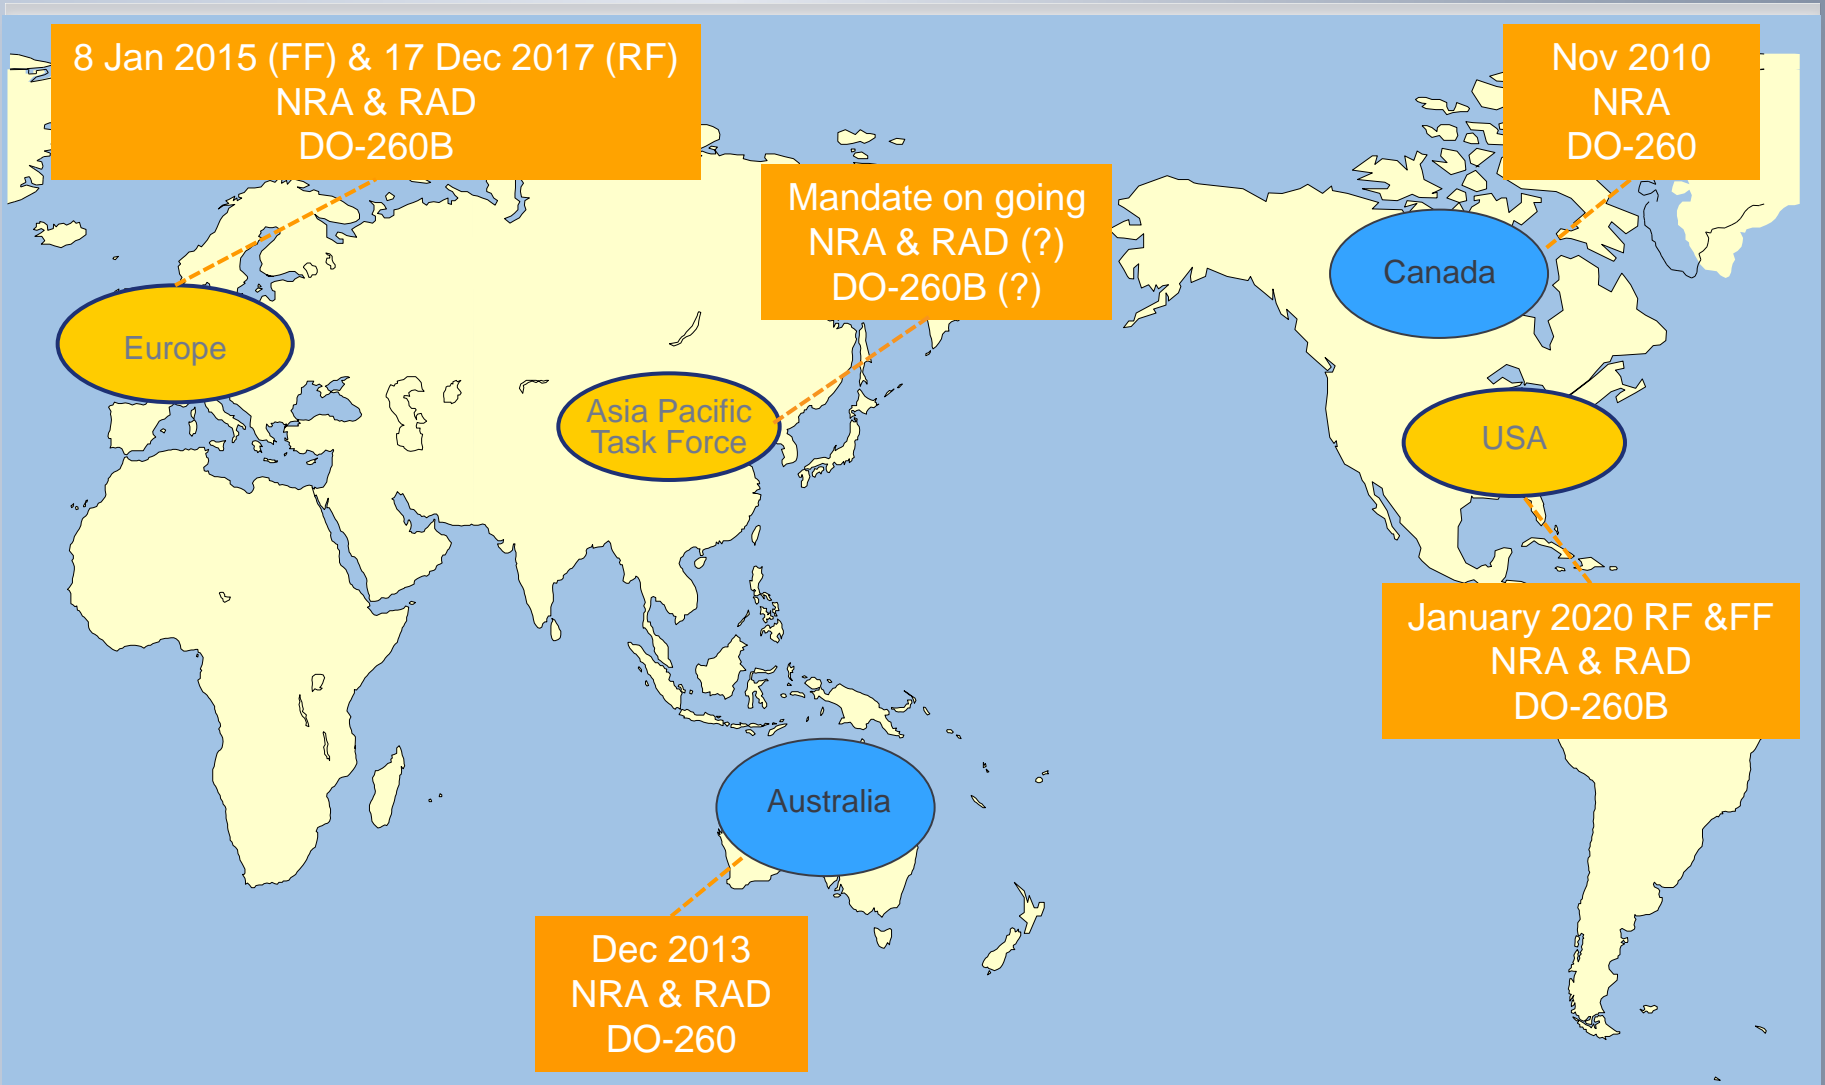 8 Jan 2015 (FF) & 17 Dec 2017 (RF)
NRA & RAD
DO-260B
Nov 2010
NRA
DO-260
Mandate on going
NRA & RAD (?)
DO-260B (?)
Canada
Europe
Asia Pacific
Task Force
USA
January 2020 RF &FF
NRA & RAD
DO-260B
Australia
Dec 2013
NRA & RAD
DO-260